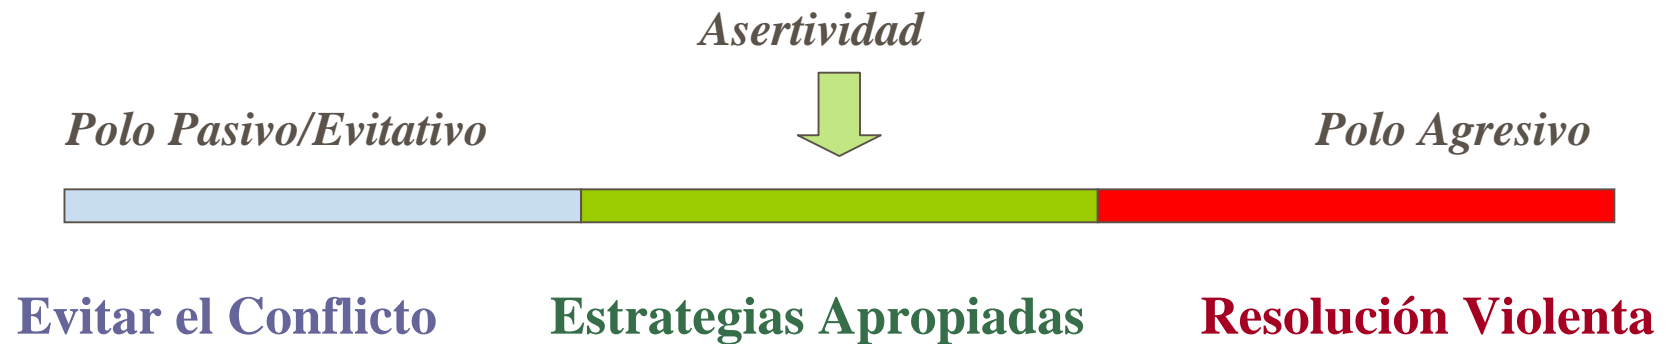 Asertividad
Polo Pasivo/Evitativo
Polo Agresivo
Evitar el Conflicto
Estrategias Apropiadas
Resolución Violenta